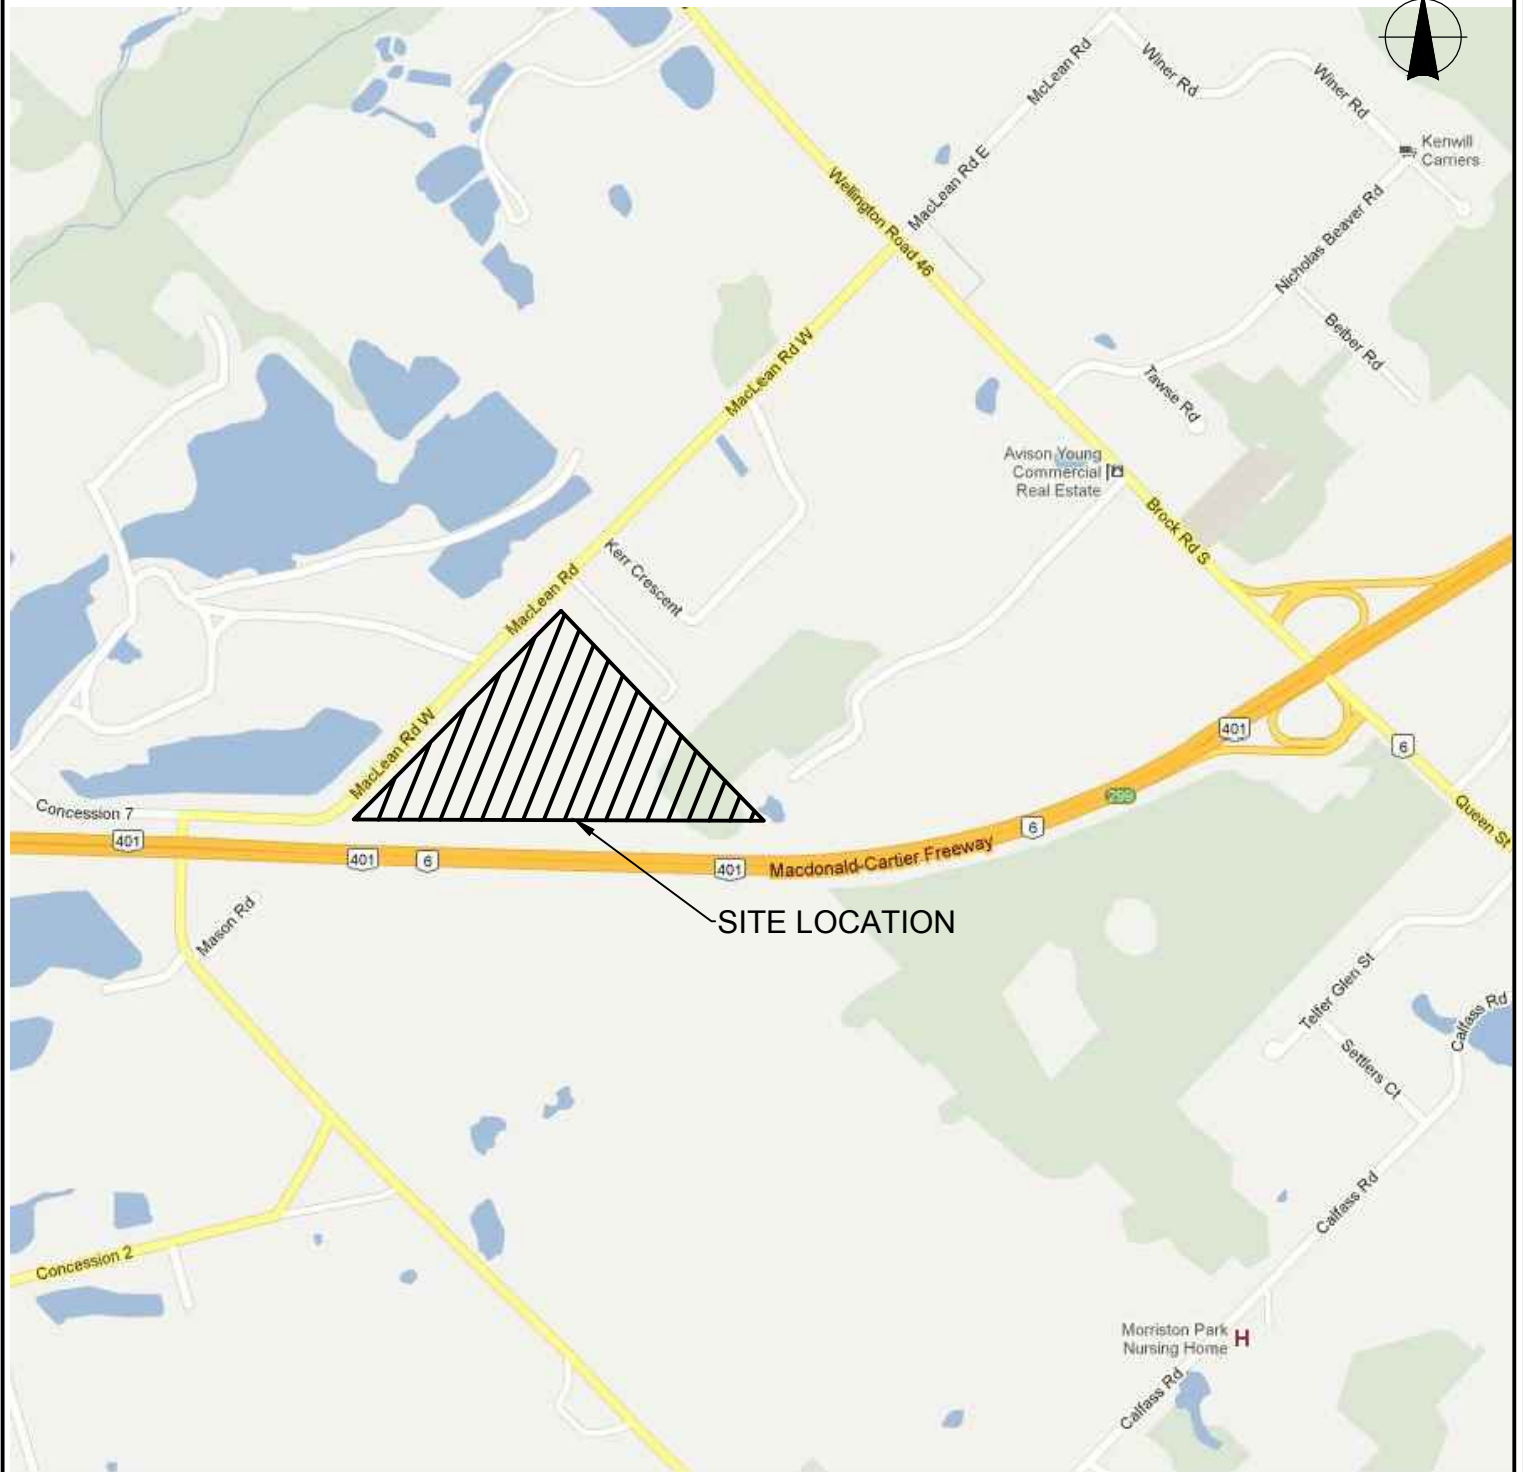 McLean Rd
Winer Rd
Winer Rd
Kenwill
Carriers
MacLean Rd E
Wellington Road 46
Nicholas Beaver Rd
Beiber Rd
MacLean Rd W
Tawse Rd
Avison Young
Commercial
Real Estate
Brock Rd S
Kerr Crescent
MacLean Rd
MacLean Rd W
401
6
Concession 7
299
Queen St
401
401
6
401
Macdonald-Cartier Freeway
6
SITE LOCATION
Mason Rd
Telfer Glen St
Calfass Rd
Settlers Ct
Calfass Rd
Concession 2
Morriston Park
Nursing Home
H
Calfass Rd